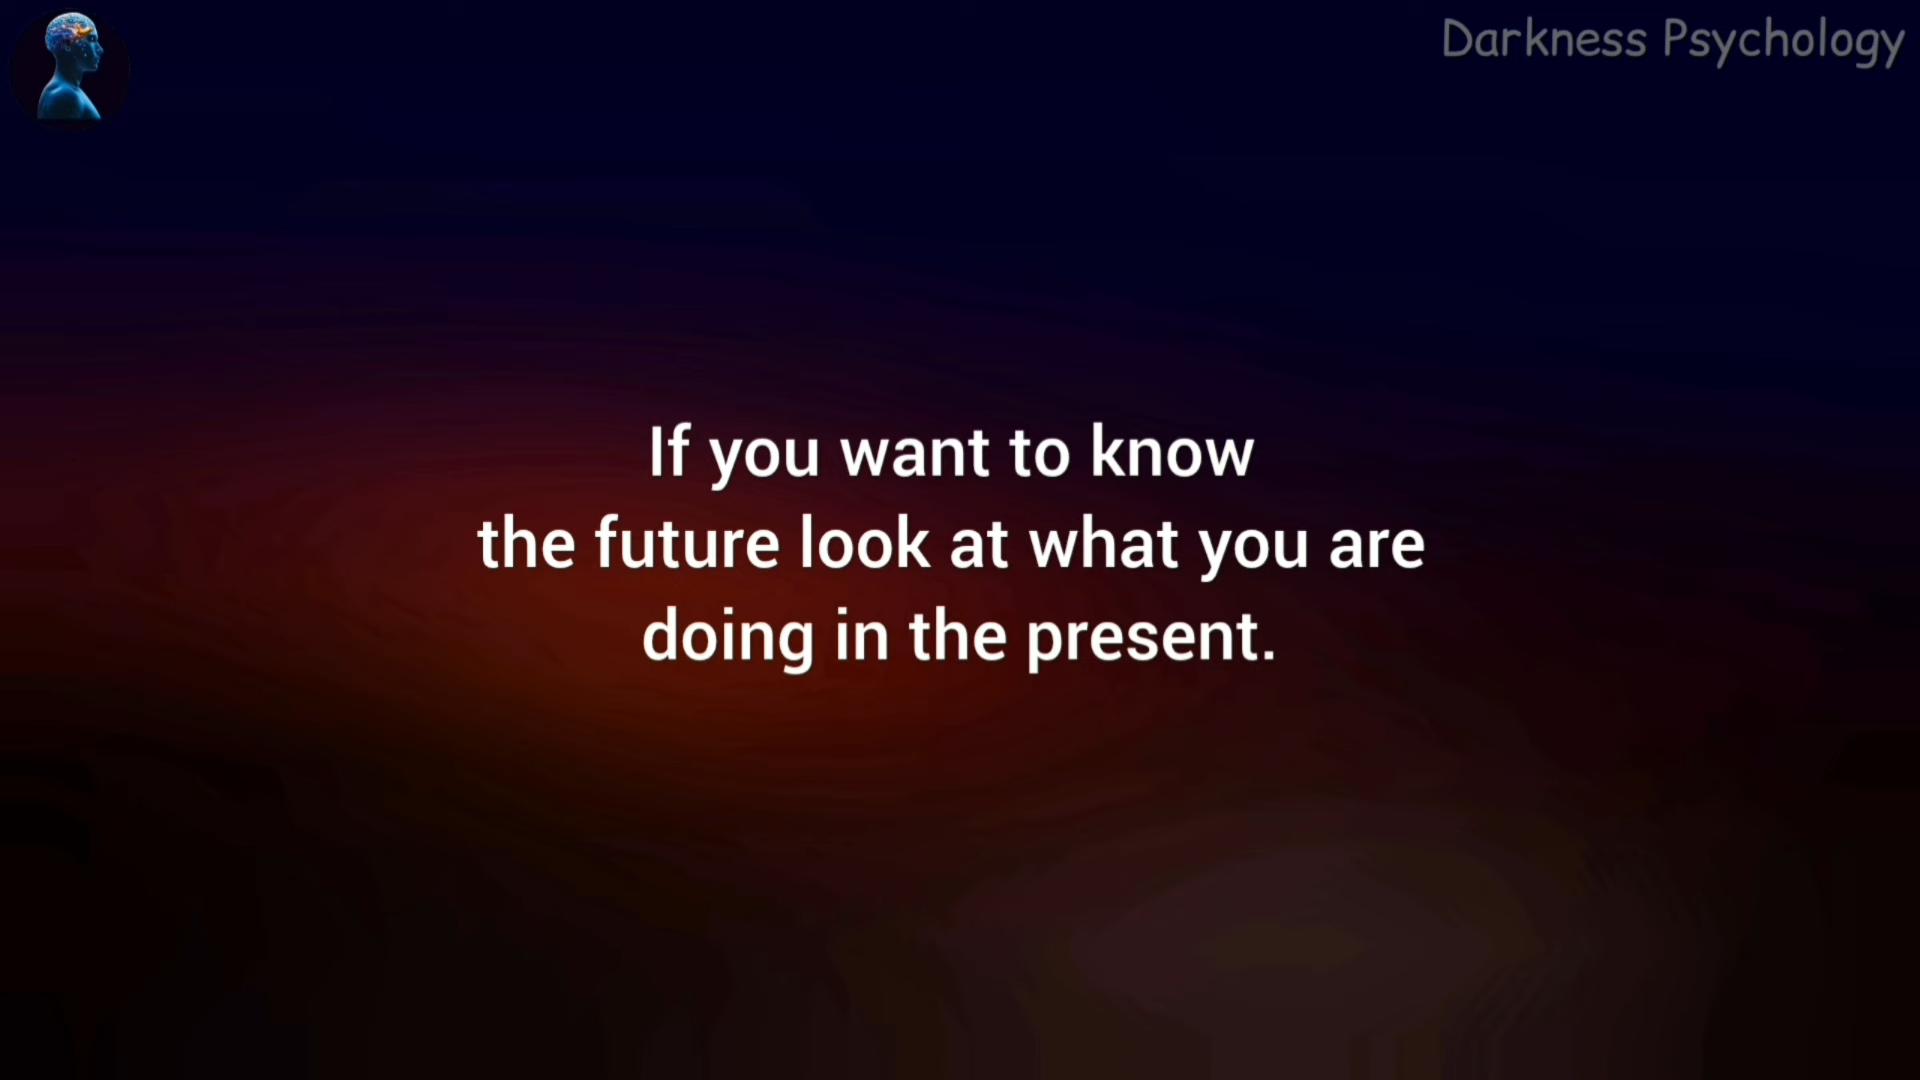 Darkness Psychology
If you want to know
the future look at what you are
doing in the present.